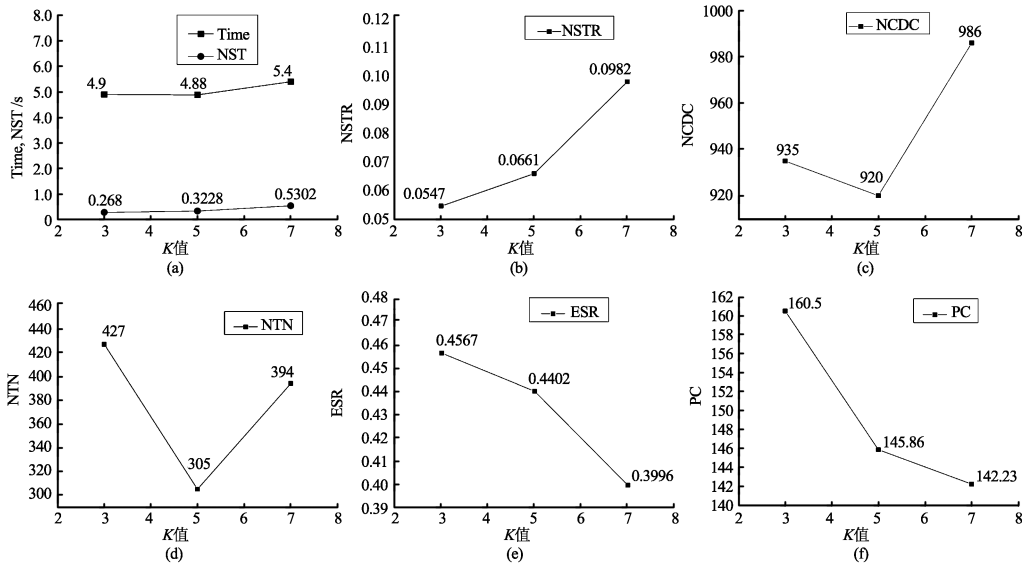 8.0
7.0
6.0
5.0
4.0
3.0
2.0
1.0
0
Time, NST /s
Time
NST
4.9
4.88
5.4
0.268
0.3228
0.5302
2 3 4 5 6 7 8
K值
(a)
0.12
0.11
0.10
0.09
0.08
0.07
0.06
0.05
NSTR
NSTR
0.0547
0.0661
0.0982
2 3 4 5 6 7 8
K值
(b)
1000
980
960
940
920
NCDC
NCDC
935
920
986
2 3 4 5 6 7 8
K值
(c)
460
440
420
400
380
360
340
320
300
NTN
NTN
427
305
394
2 3 4 5 6 7 8
K值
(d)
0.48
0.47
0.46
0.45
0.44
0.43
0.42
0.41
0.40
0.39
ESR
ESR
0.4567
0.4402
0.3996
2 3 4 5 6 7 8
K值
(e)
162
160
158
156
154
152
150
148
146
144
142
140
PC
PC
160.5
145.86
142.23
2 3 4 5 6 7 8
K值
(f)